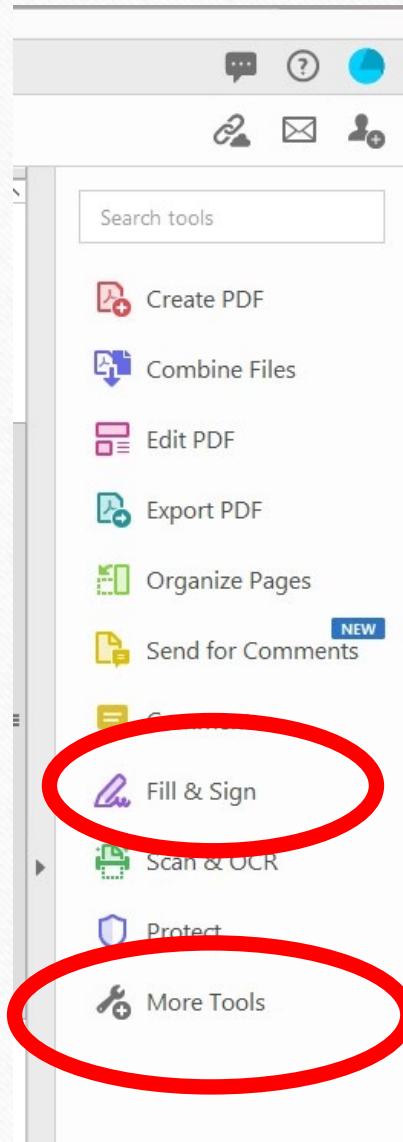 Search tools
Create PDF
Combine Files
Edit PDF
Export PDF
Organize Pages
NEW
Send for Comments
Fill & Sign
Scan & OCR
Protect
More Tools